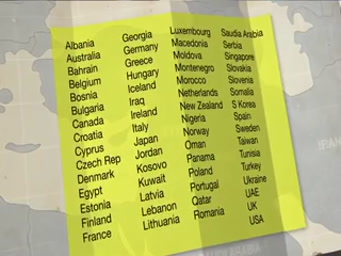 Albania
Australia
Bahrain
Belgium
Bosnia
Bulgaria
Canada
Croatia
Cyprus
Czech Rep
Denmark
Egypt
Estonia
Finland
France
Georgia
Germany
Greece
Hungary
Iceland
Iraq
Ireland
Italy
Japan
Jordan
Kosovo
Kuwait
Latvia
Lebanon
Lithuania
Luxembourg
Macedonia
Moldova
Montenegro
Morocco
Netherlands
New Zealand
Nigeria
Norway
Oman
Panama
Poland
Portugal
Qatar
Romania
Saudia Arabia
Serbia
Singapore
Slovakia
Slovenia
Somalia
S Korea
Spain
Sweden
Taiwan
Tunisia
Turkey
Ukraine
UAE
UK
USA